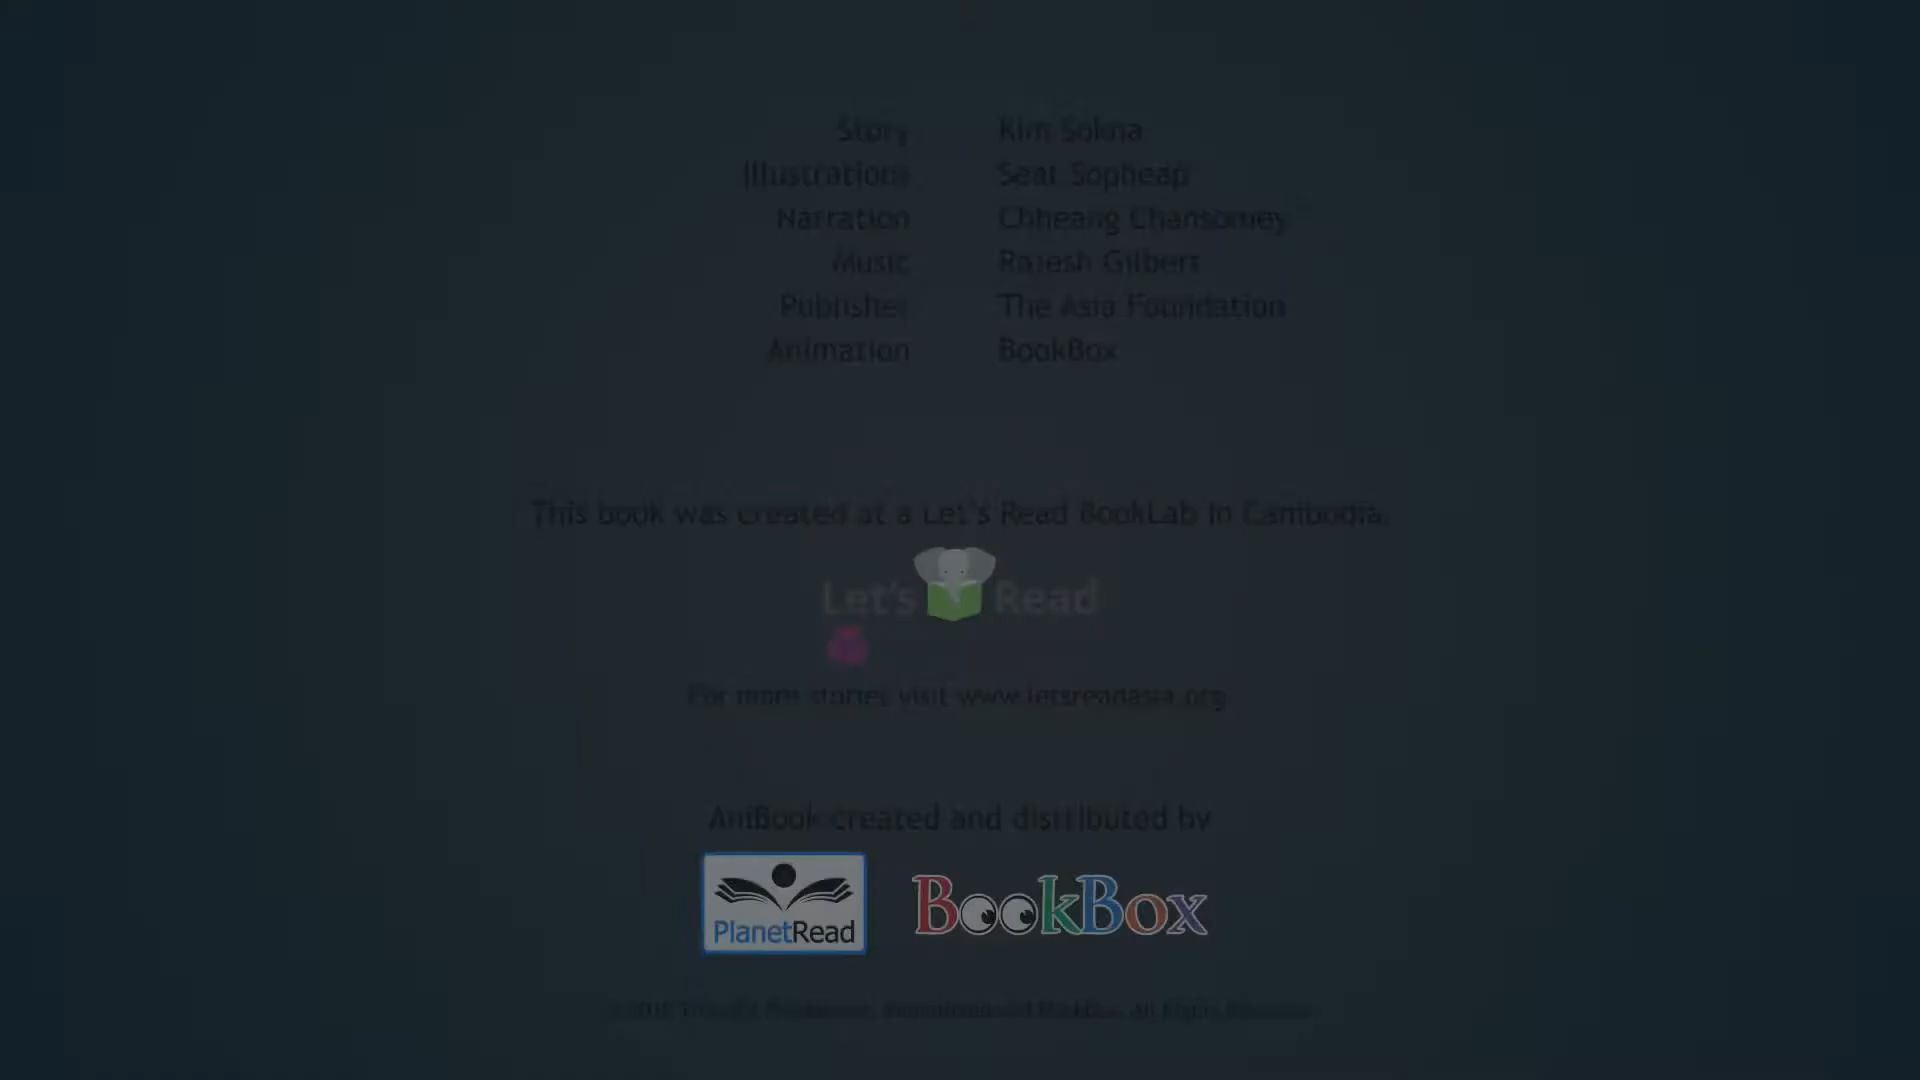 Story Kim Sokna
Illustrations Seat Sopheap
Narration Chheang Chansomey
Music Rajesh Gilbert
Publisher The Asia Foundation
Animation BookBox
This book was created at a Let's Read BookLab in Cambodia
Let's Read
For more stories visit www.letsreadasia.org
AniBook created and distributed by
PlanetRead BookBox